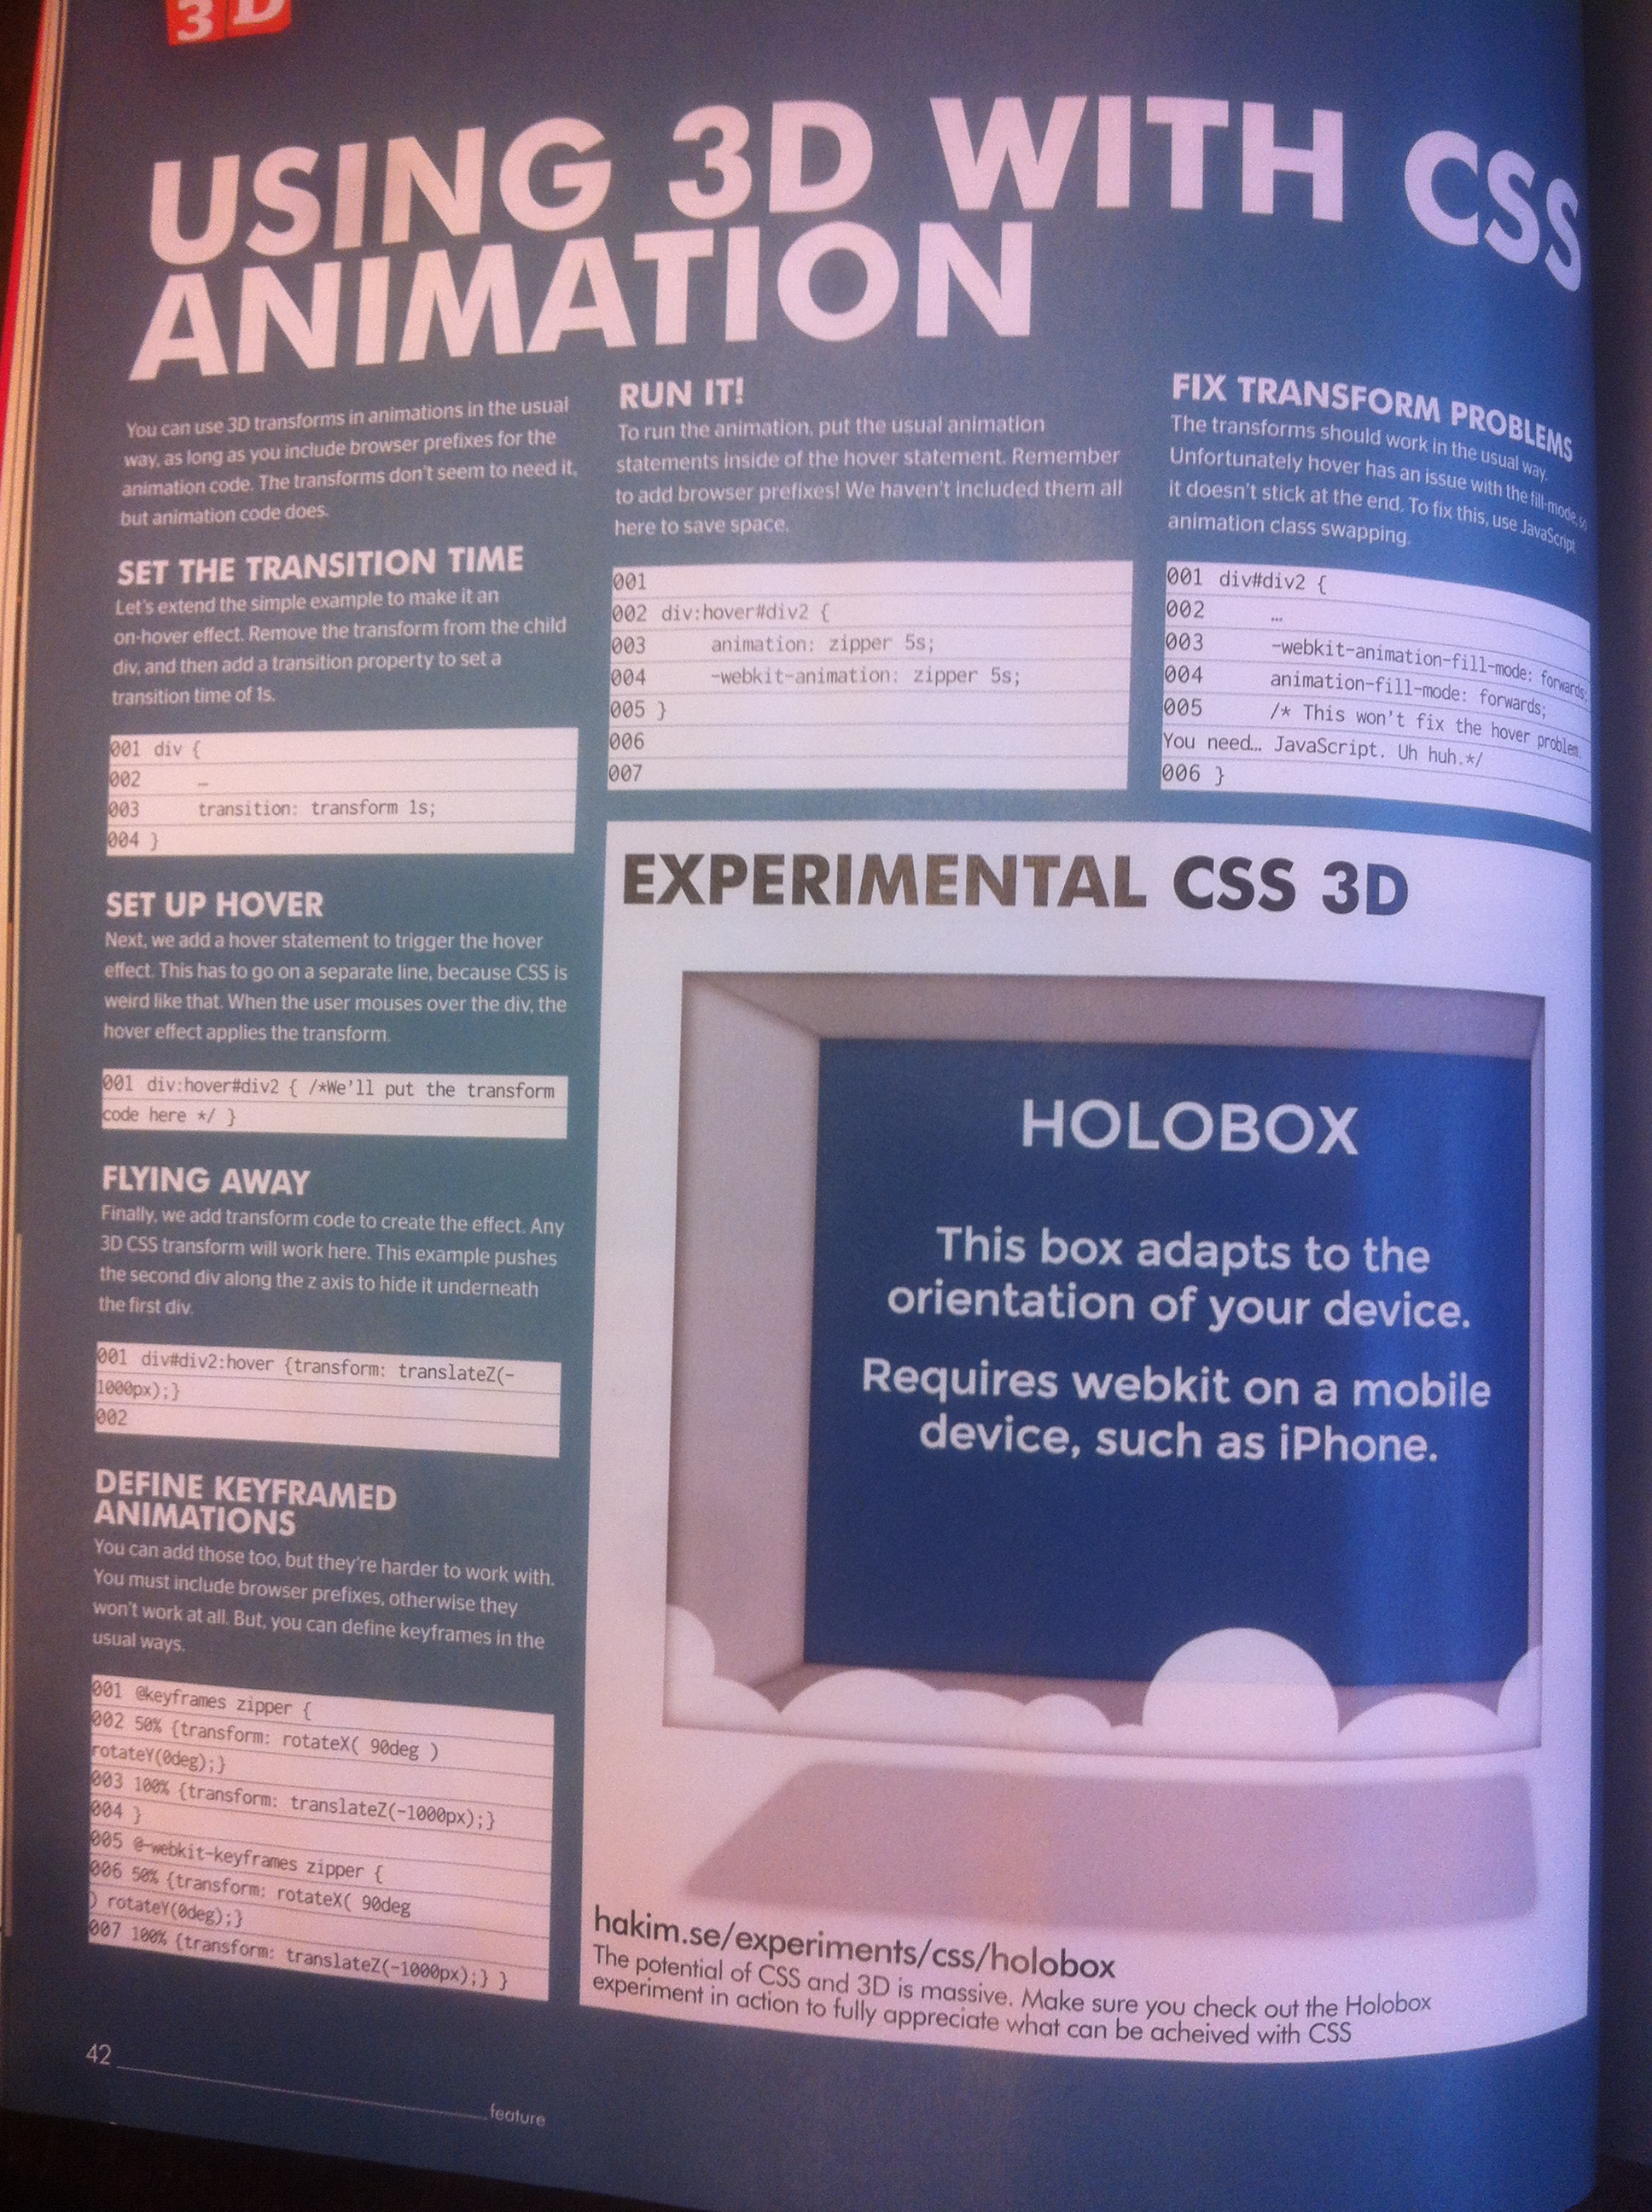 3D
USING 3D WITH CSS
ANIMATION
You can use 3D transforms in animations in the usual
way, as long as you include browser prefixes for the
animation code. The transforms don't seem to need it,
but animation code does.
SET THE TRANSITION TIME
Let's extend the simple example to make it an
on-hover effect. Remove the transform from the child
div, and then add a transition property to set a
transition time of 1s.
001 div {
002 …
003 transition: transform 1s;
004 }
SET UP HOVER
Next, we add a hover statement to trigger the hover
effect. This has to go on a separate line, because CSS is
weird like that. When the user mouses over the div, the
hover effect applies the transform.
001 div:hover#div2 { /*We'll put the transform
code here */ }
FLYING AWAY
Finally, we add transform code to create the effect. Any
3D CSS transform will work here. This example pushes
the second div along the z axis to hide it underneath
the first div.
001 div#div2:hover {transform: translateZ(-
1000px);}
002
DEFINE KEYFRAMED
ANIMATIONS
You can add those too, but they're harder to work with.
You must include browser prefixes, otherwise they
won't work at all. But, you can define keyframes in the
usual ways.
001 @keyframes zipper {
002 50% {transform: rotateX( 90deg )
rotateY(0deg);}
003 100% {transform: translateZ(-1000px);}
004 }
005 @-webkit-keyframes zipper {
006 50% {transform: rotateX( 90deg
) rotateY(0deg);}
007 100% {transform: translateZ(-1000px);} }
RUN IT!
To run the animation, put the usual animation
statements inside of the hover statement. Remember
to add browser prefixes! We haven't included them all
here to save space.
001
002 div:hover#div2 {
003 animation: zipper 5s;
004 -webkit-animation: zipper 5s;
005 }
006
007
FIX TRANSFORM PROBLEMS
The transforms should work in the usual way.
Unfortunately hover has an issue with the fill-mode, so
it doesn't stick at the end. To fix this, use JavaScript
animation class swapping.
001 div#div2 {
002 …
003 -webkit-animation-fill-mode: forwards;
004 animation-fill-mode: forwards;
005 /* This won't fix the hover problem.
You need… JavaScript. Uh huh.*/
006 }
EXPERIMENTAL CSS 3D
HOLOBOX
This box adapts to the
orientation of your device.
Requires webkit on a mobile
device, such as iPhone.
hakim.se/experiments/css/holobox
The potential of CSS and 3D is massive. Make sure you check out the Holobox
experiment in action to fully appreciate what can be acheived with CSS
42
feature